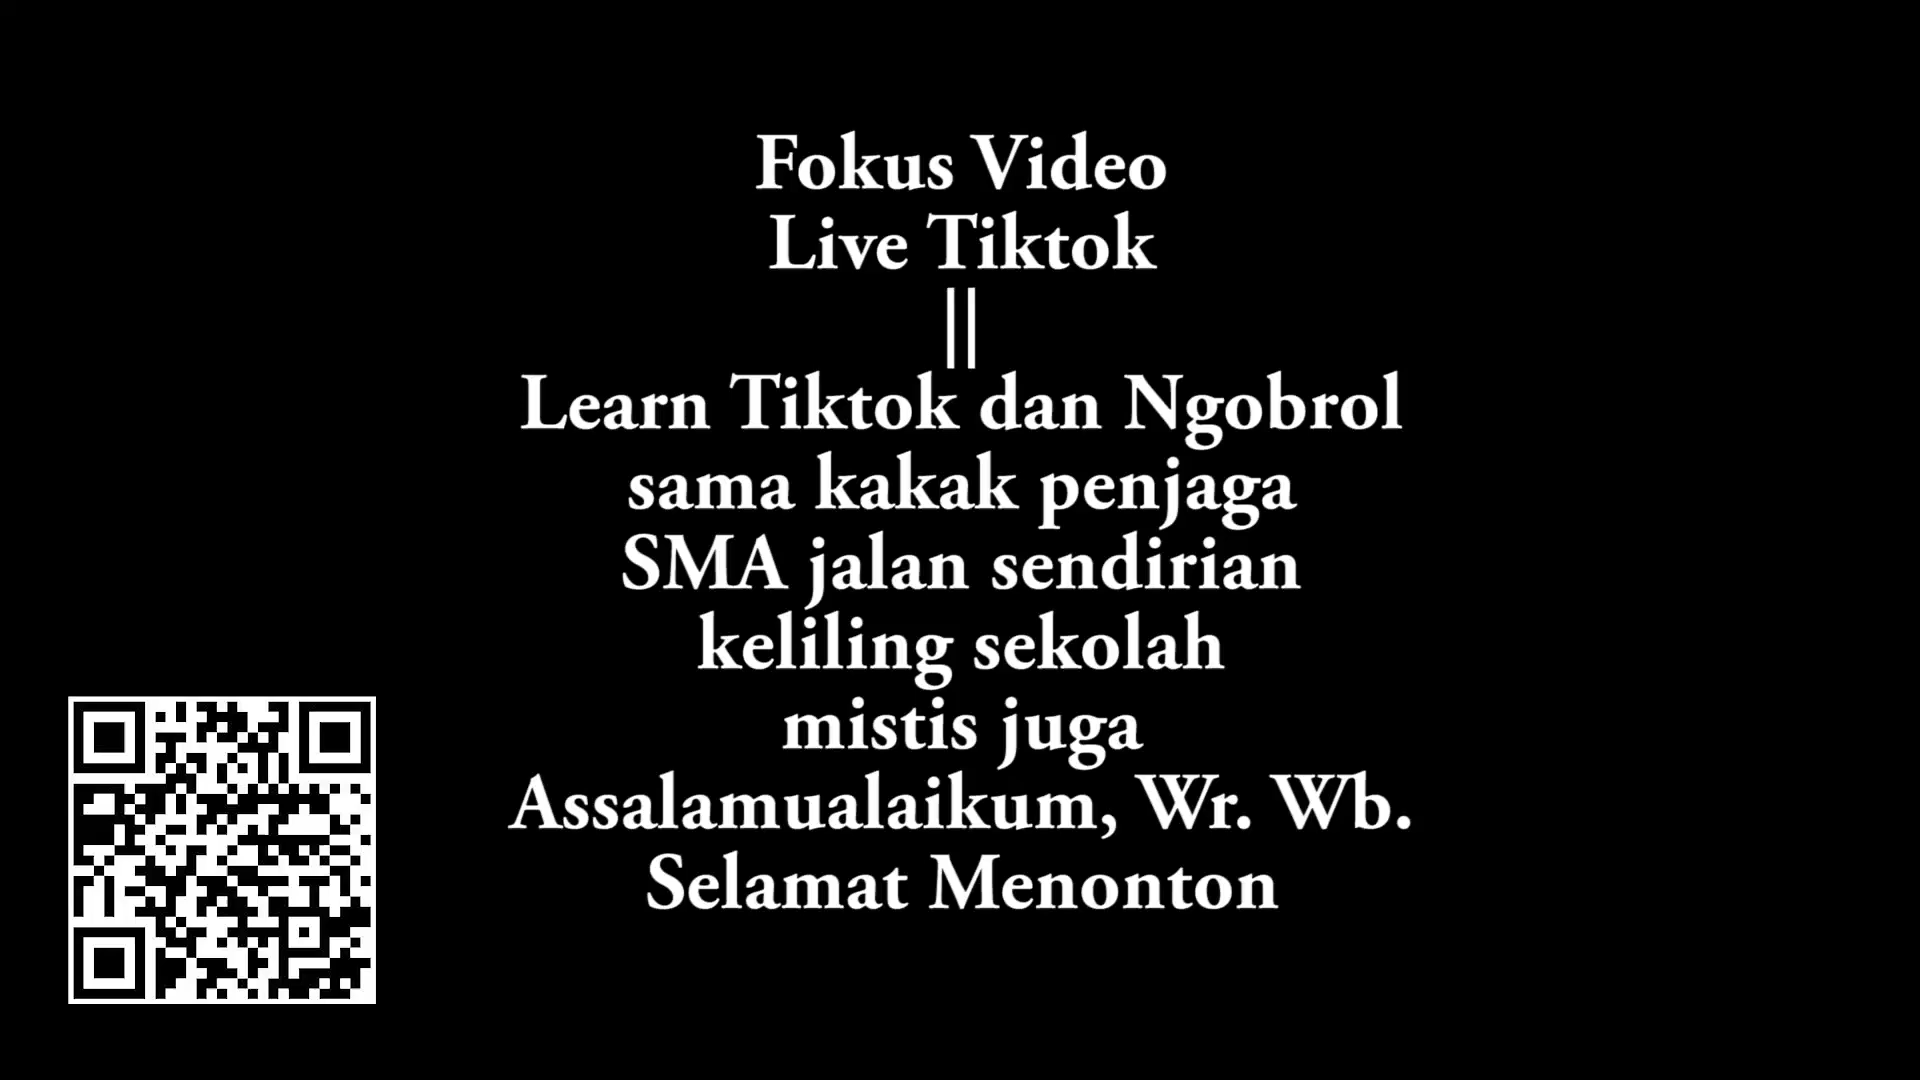 Fokus Video
Live Tiktok
||
Learn Tiktok dan Ngobrol
sama kakak penjaga
SMA jalan sendirian
keliling sekolah
mistis juga
Assalamualaikum, Wr. Wb.
Selamat Menonton